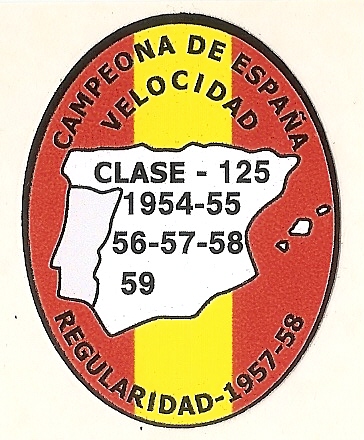 CAMPEONA DE ESPAÑA
VELOCIDAD
CLASE - 125
1954-55
56-57-58
59
REGULARIDAD-1957-58